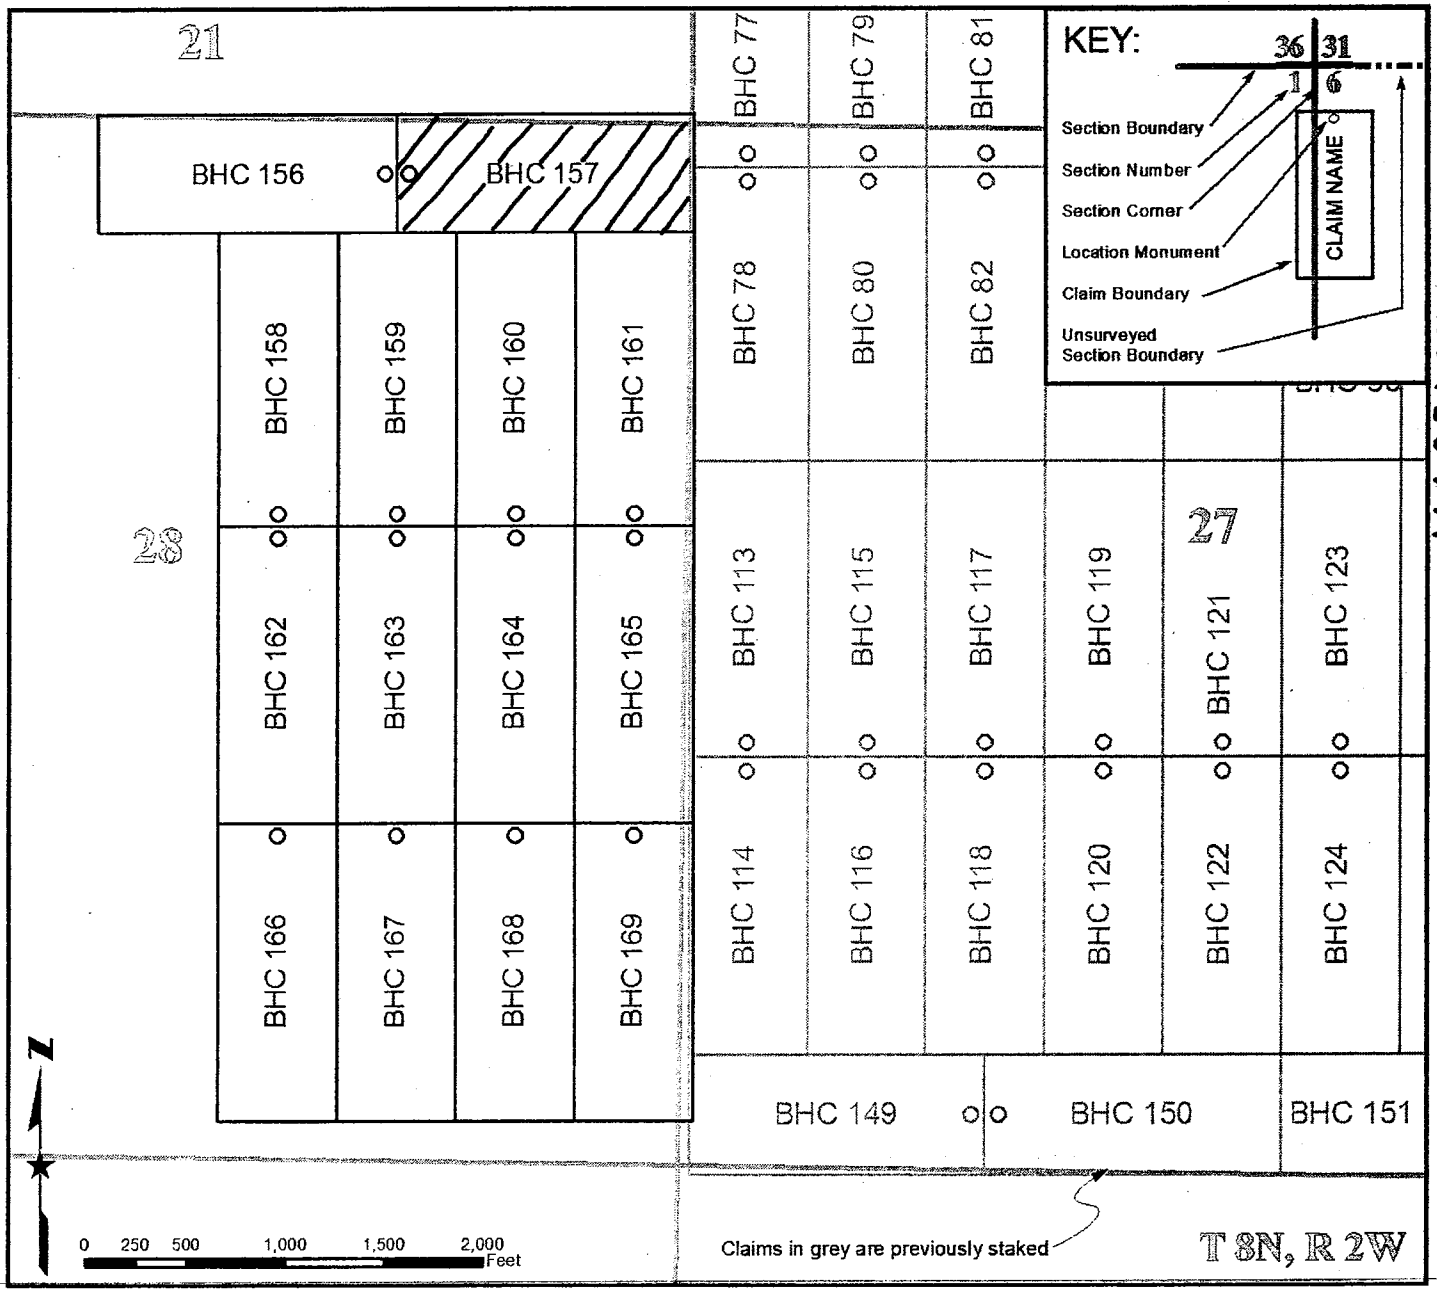 21
BHC 77
BHC 79
BHC 81
KEY:
36 31
1 6
Section Boundary
Section Number
Section Corner
Location Monument
Claim Boundary
Unsurveyed
Section Boundary
CLAIM NAME
BHC 156
BHC 157
BHC 78
BHC 80
BHC 82
BHC 158
BHC 159
BHC 160
BHC 161
28
27
BHC 113
BHC 115
BHC 117
BHC 119
BHC 121
BHC 123
BHC 162
BHC 163
BHC 164
BHC 165
BHC 114
BHC 116
BHC 118
BHC 120
BHC 122
BHC 124
BHC 166
BHC 167
BHC 168
BHC 169
N
BHC 149
BHC 150
BHC 151
0 250 500 1,000 1,500 2,000
Feet
Claims in grey are previously staked
T 8N, R 2W